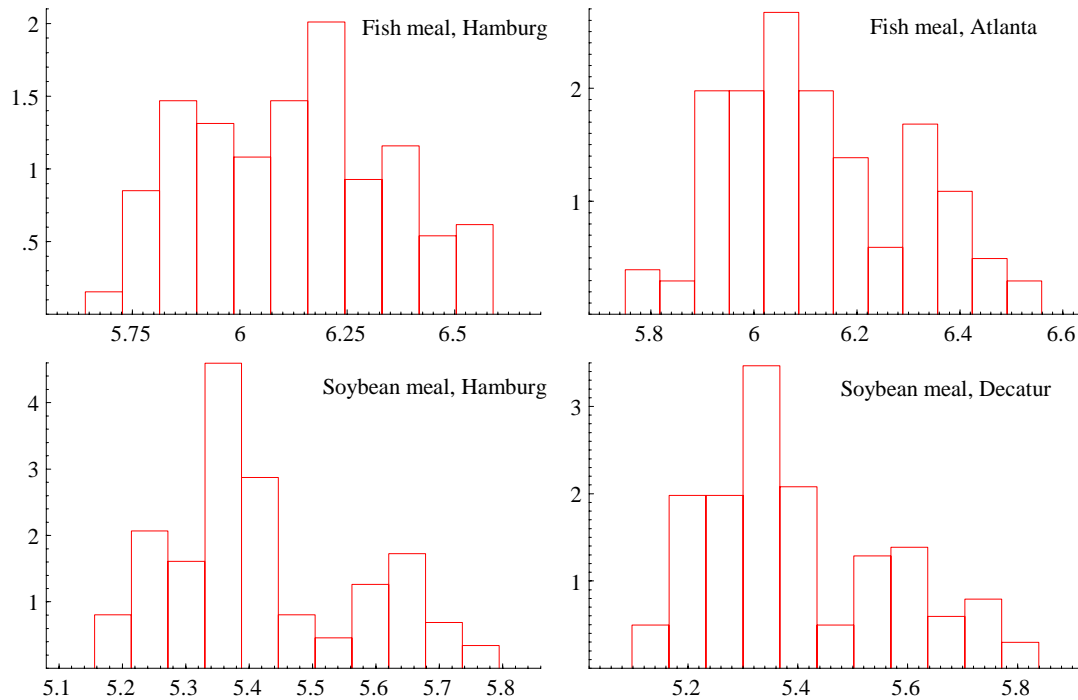 Fish meal, Hamburg
2
1.5
1
.5
5.75 6 6.25 6.5
Fish meal, Atlanta
2
1
5.8 6 6.2 6.4 6.6
Soybean meal, Hamburg
4
3
2
1
5.1 5.2 5.3 5.4 5.5 5.6 5.7 5.8
Soybean meal, Decatur
3
2
1
5.2 5.4 5.6 5.8